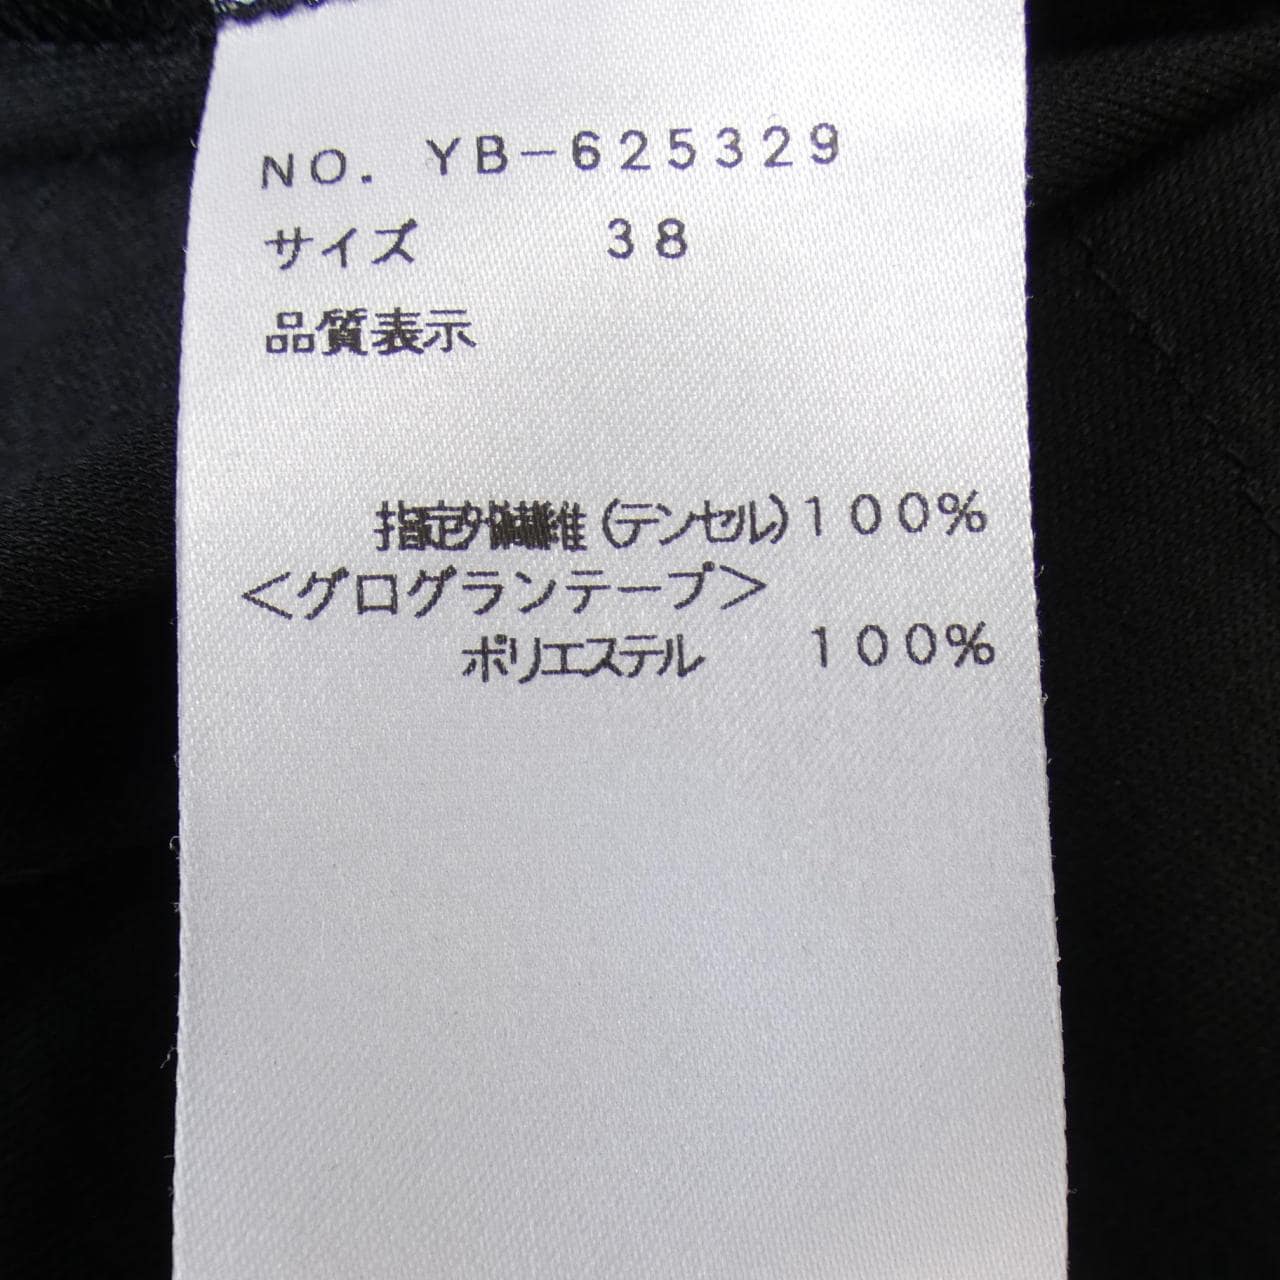 NO. YB-625329
サイズ 38
品質表示
指定外繊維(テンセル)100%
<グログランテープ>
ポリエステル 100%